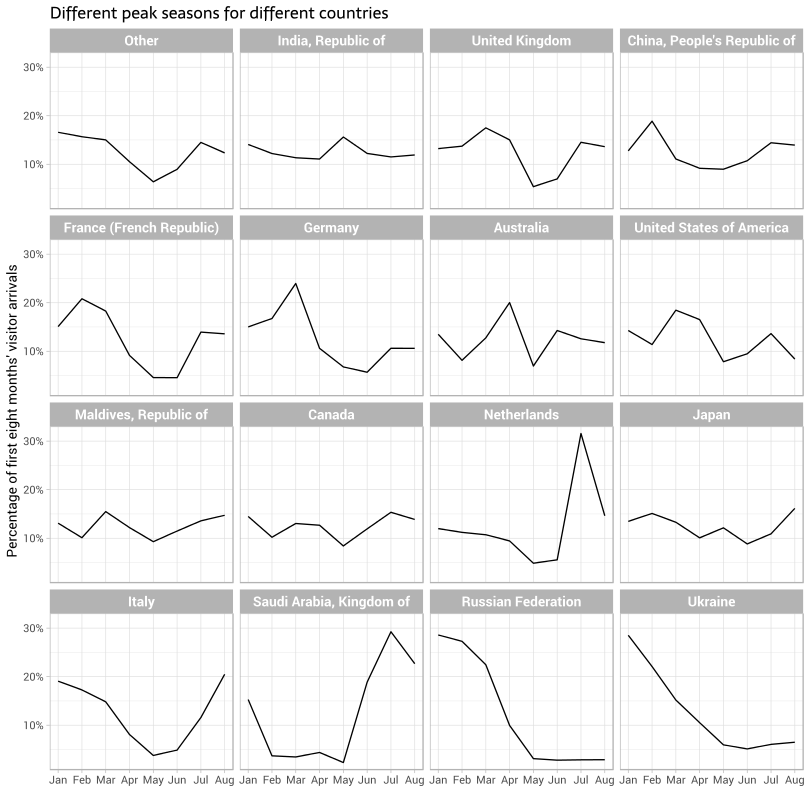 Different peak seasons for different countries
Other
India, Republic of
United Kingdom
China, People's Republic of
30%
20%
10%
France (French Republic)
Germany
Australia
United States of America
30%
20%
10%
Percentage of first eight months' visitor arrivals
Maldives, Republic of
Canada
Netherlands
Japan
30%
20%
10%
Italy
Saudi Arabia, Kingdom of
Russian Federation
Ukraine
30%
20%
10%
Jan Feb Mar Apr May Jun Jul Aug Jan Feb Mar Apr May Jun Jul Aug Jan Feb Mar Apr May Jun Jul Aug Jan Feb Mar Apr May Jun Jul Aug